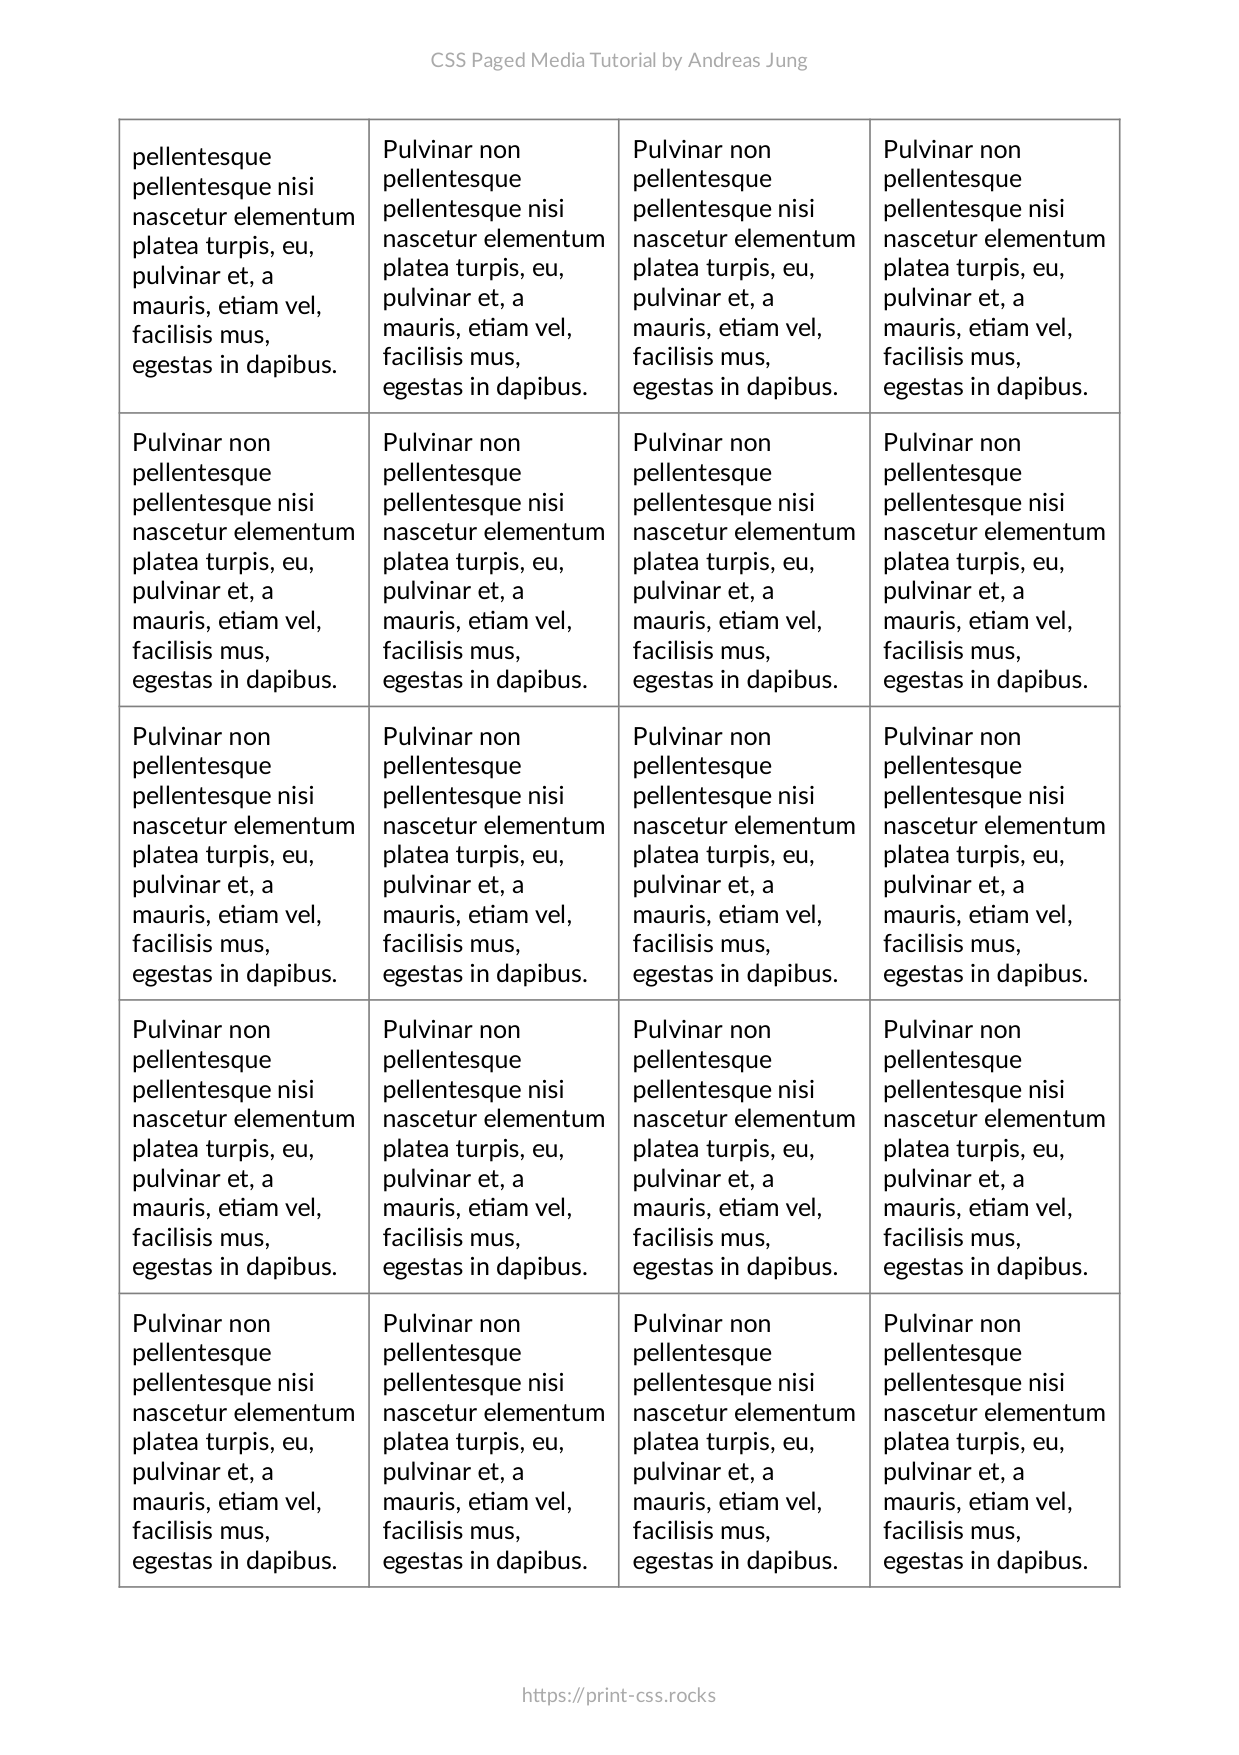 CSS Paged Media Tutorial by Andreas Jung
pellentesque
pellentesque nisi
nascetur elementum
platea turpis, eu,
pulvinar et, a
mauris, etiam vel,
facilisis mus,
egestas in dapibus.
Pulvinar non
pellentesque
pellentesque nisi
nascetur elementum
platea turpis, eu,
pulvinar et, a
mauris, etiam vel,
facilisis mus,
egestas in dapibus.
Pulvinar non
pellentesque
pellentesque nisi
nascetur elementum
platea turpis, eu,
pulvinar et, a
mauris, etiam vel,
facilisis mus,
egestas in dapibus.
Pulvinar non
pellentesque
pellentesque nisi
nascetur elementum
platea turpis, eu,
pulvinar et, a
mauris, etiam vel,
facilisis mus,
egestas in dapibus.
Pulvinar non
pellentesque
pellentesque nisi
nascetur elementum
platea turpis, eu,
pulvinar et, a
mauris, etiam vel,
facilisis mus,
egestas in dapibus.
Pulvinar non
pellentesque
pellentesque nisi
nascetur elementum
platea turpis, eu,
pulvinar et, a
mauris, etiam vel,
facilisis mus,
egestas in dapibus.
Pulvinar non
pellentesque
pellentesque nisi
nascetur elementum
platea turpis, eu,
pulvinar et, a
mauris, etiam vel,
facilisis mus,
egestas in dapibus.
Pulvinar non
pellentesque
pellentesque nisi
nascetur elementum
platea turpis, eu,
pulvinar et, a
mauris, etiam vel,
facilisis mus,
egestas in dapibus.
Pulvinar non
pellentesque
pellentesque nisi
nascetur elementum
platea turpis, eu,
pulvinar et, a
mauris, etiam vel,
facilisis mus,
egestas in dapibus.
Pulvinar non
pellentesque
pellentesque nisi
nascetur elementum
platea turpis, eu,
pulvinar et, a
mauris, etiam vel,
facilisis mus,
egestas in dapibus.
Pulvinar non
pellentesque
pellentesque nisi
nascetur elementum
platea turpis, eu,
pulvinar et, a
mauris, etiam vel,
facilisis mus,
egestas in dapibus.
Pulvinar non
pellentesque
pellentesque nisi
nascetur elementum
platea turpis, eu,
pulvinar et, a
mauris, etiam vel,
facilisis mus,
egestas in dapibus.
Pulvinar non
pellentesque
pellentesque nisi
nascetur elementum
platea turpis, eu,
pulvinar et, a
mauris, etiam vel,
facilisis mus,
egestas in dapibus.
Pulvinar non
pellentesque
pellentesque nisi
nascetur elementum
platea turpis, eu,
pulvinar et, a
mauris, etiam vel,
facilisis mus,
egestas in dapibus.
Pulvinar non
pellentesque
pellentesque nisi
nascetur elementum
platea turpis, eu,
pulvinar et, a
mauris, etiam vel,
facilisis mus,
egestas in dapibus.
Pulvinar non
pellentesque
pellentesque nisi
nascetur elementum
platea turpis, eu,
pulvinar et, a
mauris, etiam vel,
facilisis mus,
egestas in dapibus.
Pulvinar non
pellentesque
pellentesque nisi
nascetur elementum
platea turpis, eu,
pulvinar et, a
mauris, etiam vel,
facilisis mus,
egestas in dapibus.
Pulvinar non
pellentesque
pellentesque nisi
nascetur elementum
platea turpis, eu,
pulvinar et, a
mauris, etiam vel,
facilisis mus,
egestas in dapibus.
Pulvinar non
pellentesque
pellentesque nisi
nascetur elementum
platea turpis, eu,
pulvinar et, a
mauris, etiam vel,
facilisis mus,
egestas in dapibus.
Pulvinar non
pellentesque
pellentesque nisi
nascetur elementum
platea turpis, eu,
pulvinar et, a
mauris, etiam vel,
facilisis mus,
egestas in dapibus.
https://print-css.rocks